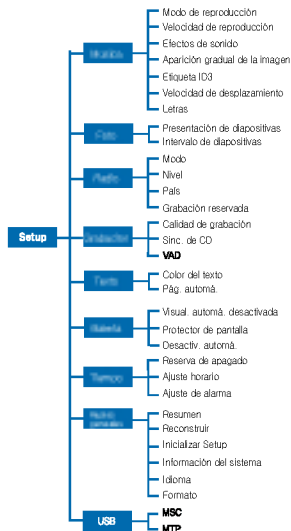 Modo de reproducción
Velocidad de reproducción
Efectos de sonido
Aparición gradual de la imagen
Etiqueta ID3
Velocidad de desplazamiento
Letras
Presentación de diapositivas
Intervalo de diapositivas
Modo
Nivel
País
Grabación reservada
Setup
Calidad de grabación
Sinc. de CD
VAD
Color del texto
Pág. automá.
Visual. automá. desactivada
Protector de pantalla
Desactiv. automá.
Reserva de apagado
Ajuste horario
Ajuste de alarma
Resumen
Reconstruir
Inicializar Setup
Información del sistema
Idioma
Formato
USB
MSC
MTP